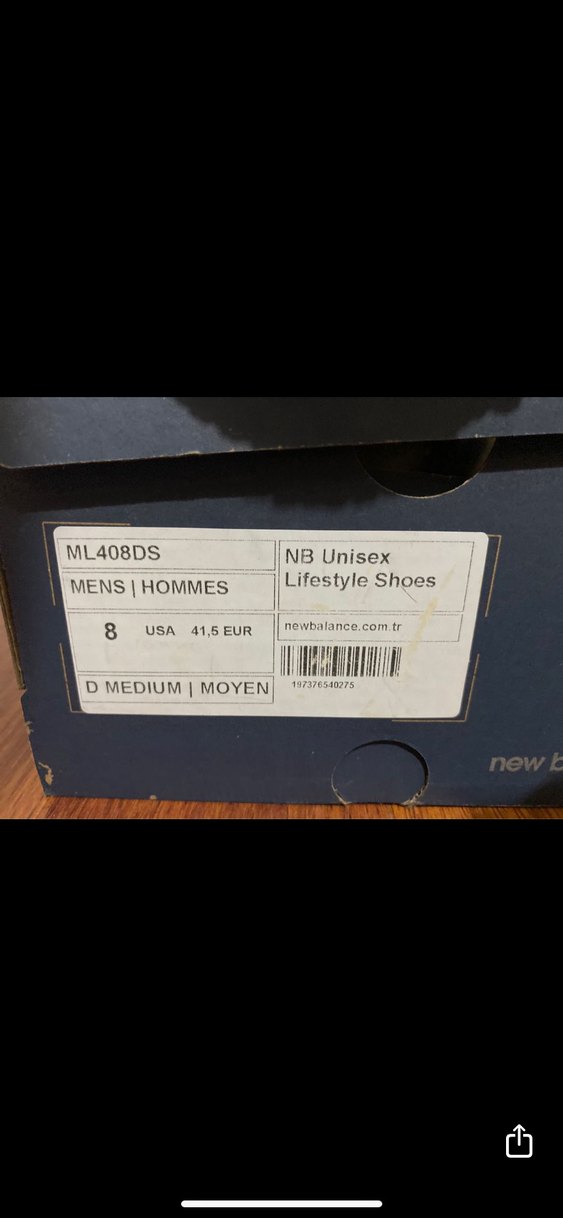 ML408DS
MENS | HOMMES
8 USA 41,5 EUR
D MEDIUM | MOYEN
NB Unisex
Lifestyle Shoes
newbalance.com.tr
197376540275
new b